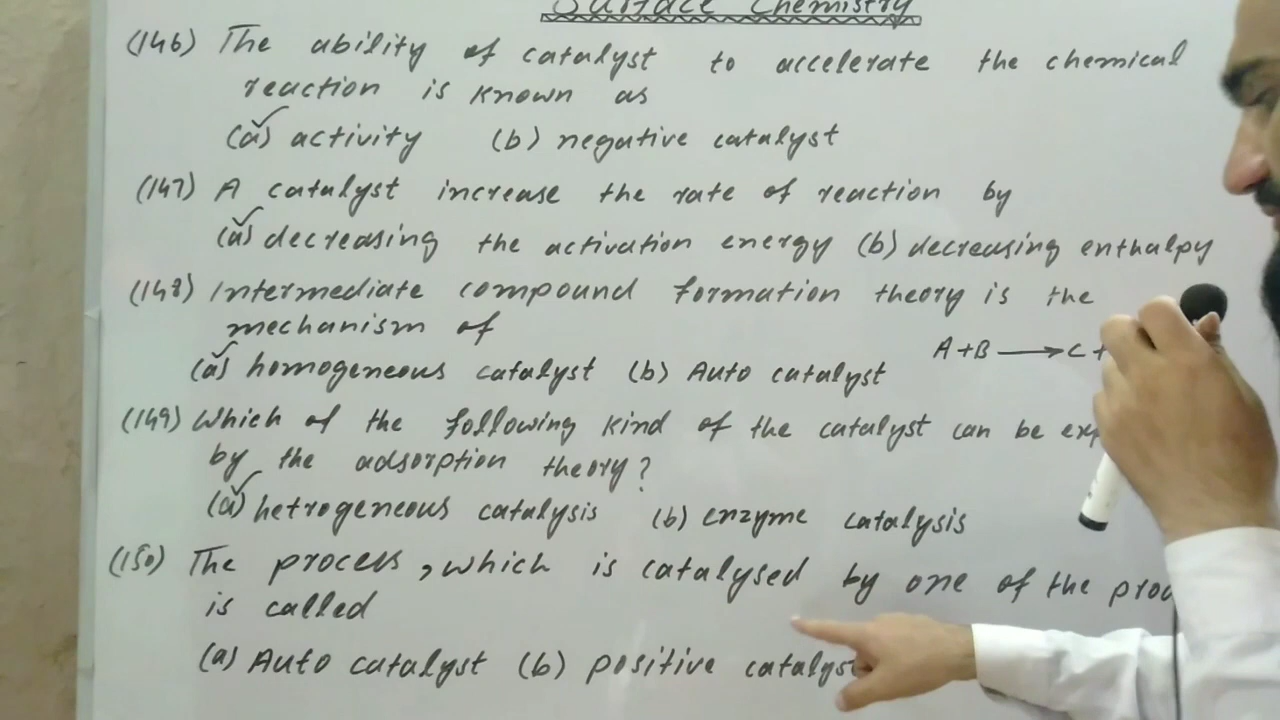 Surface Chemistry
(146) The ability of catalyst to accelerate the chemical
reaction is known as
(a) activity (b) negative catalyst
(147) A catalyst increase the rate of reaction by
(a) decreasing the activation energy (b) decreasing enthalpy
(148) Intermediate compound formation theory is the
mechanism of
A+B → C +
(a) homogeneous catalyst (b) Auto catalyst
(149) Which of the following kind of the catalyst can be
by the adsorption theory?
(a) hetrogeneous catalysis (b) enzyme catalysis
(150) The process, which is catalysed by one of the
is called
(a) Auto catalyst (b) positive catalyst